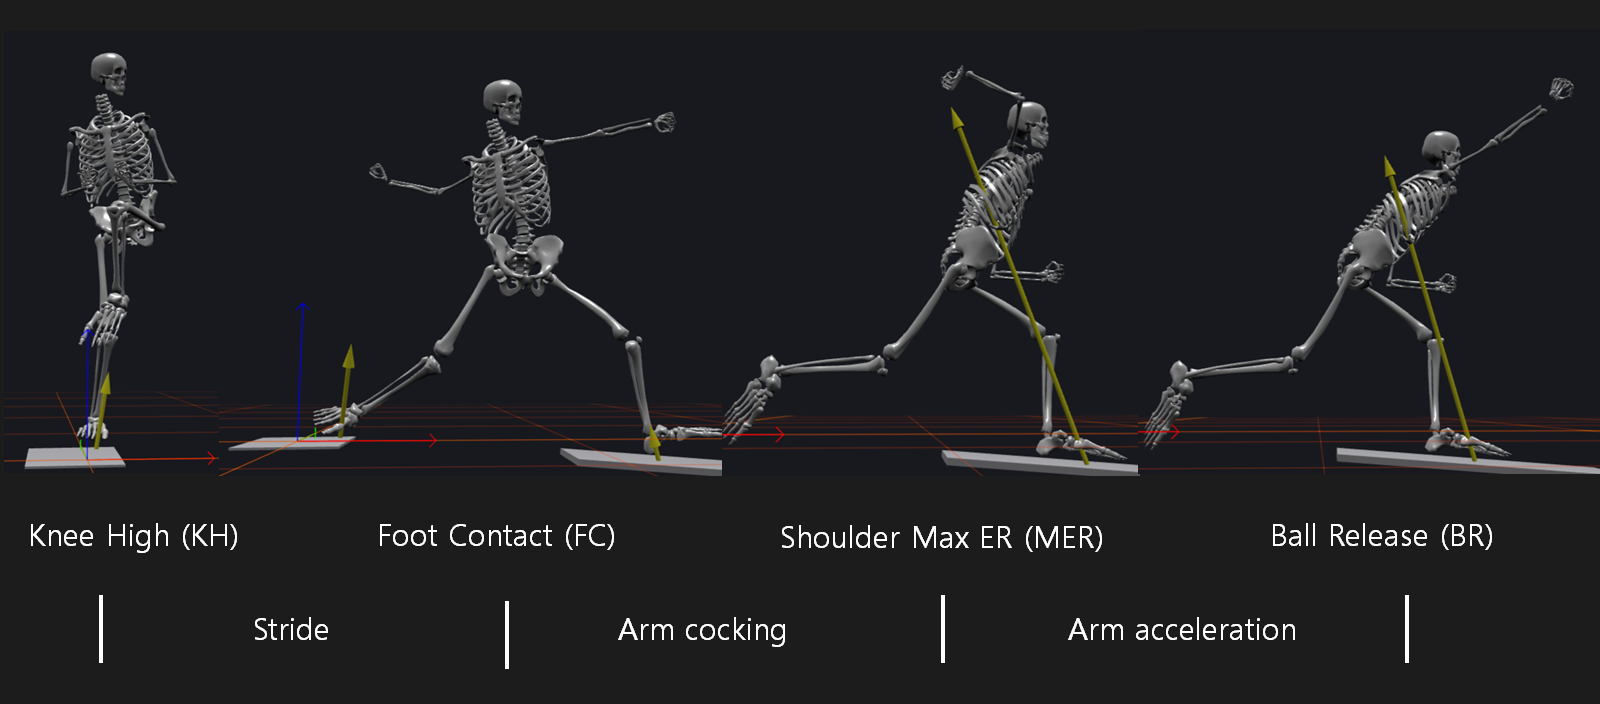 Knee High (KH)
Foot Contact (FC)
Shoulder Max ER (MER)
Ball Release (BR)
Stride
Arm cocking
Arm acceleration